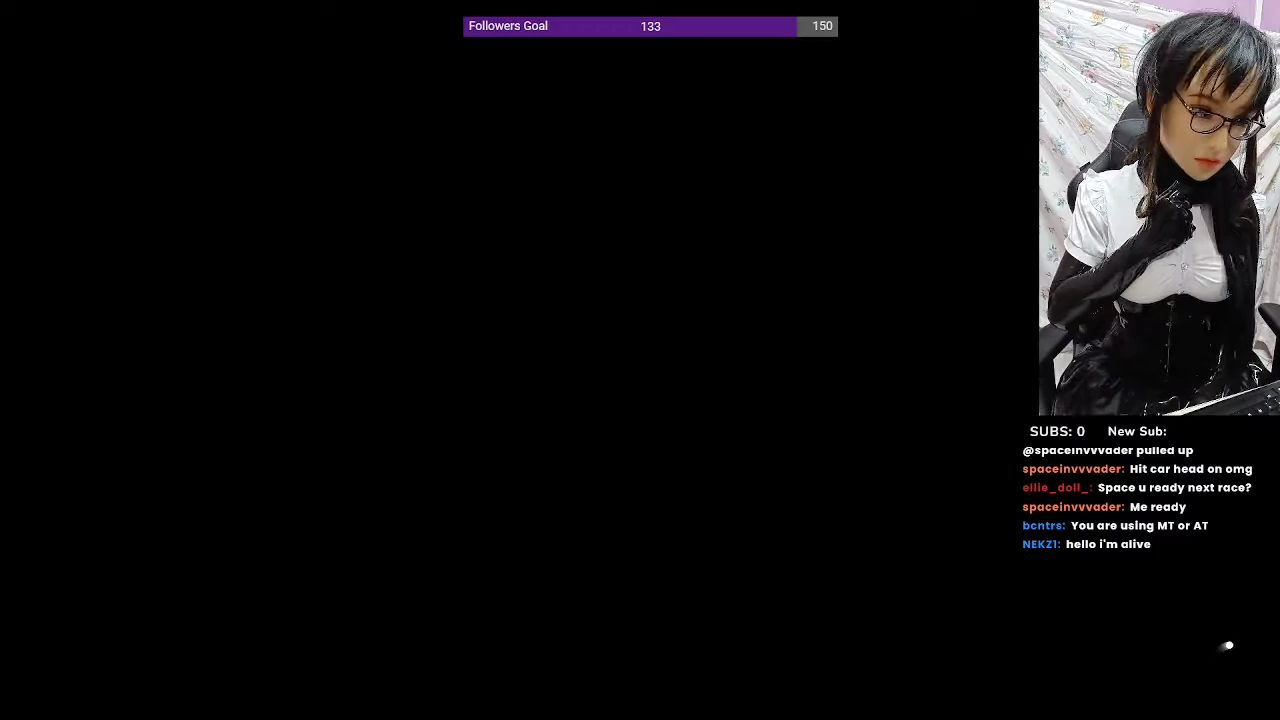 Followers Goal 133 150
SUBS: 0 New Sub:
@spaceinvvvader pulled up
spaceinvvvader: Hit car head on omg
ellie_doll_: Space u ready next race?
spaceinvvvader: Me ready
bcntrs: You are using MT or AT
NEKZ1: hello i'm alive